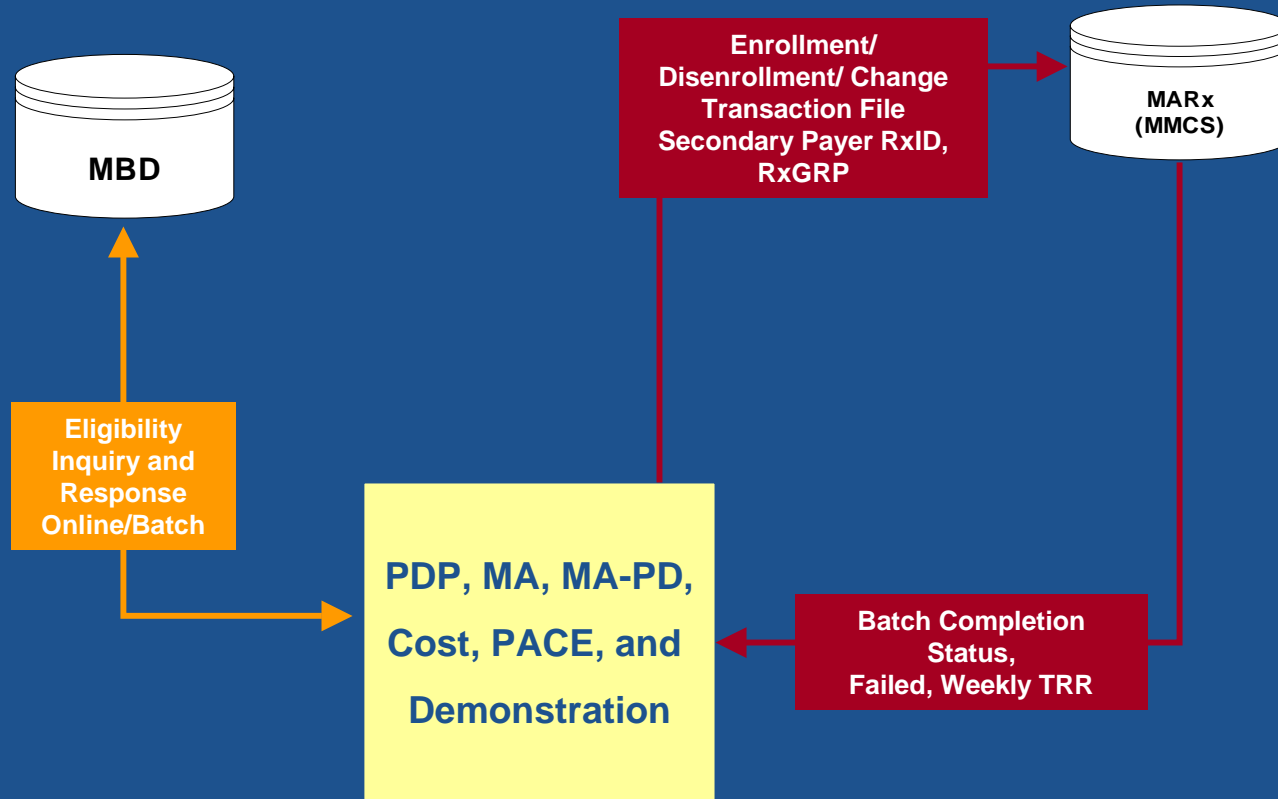 MBD
Enrollment/
Disenrollment/ Change
Transaction File
Secondary Payer RxID,
RxGRP
MARx
(MMCS)
Eligibility
Inquiry and
Response
Online/Batch
PDP, MA, MA-PD,
Cost, PACE, and
Demonstration
Batch Completion
Status,
Failed, Weekly TRR